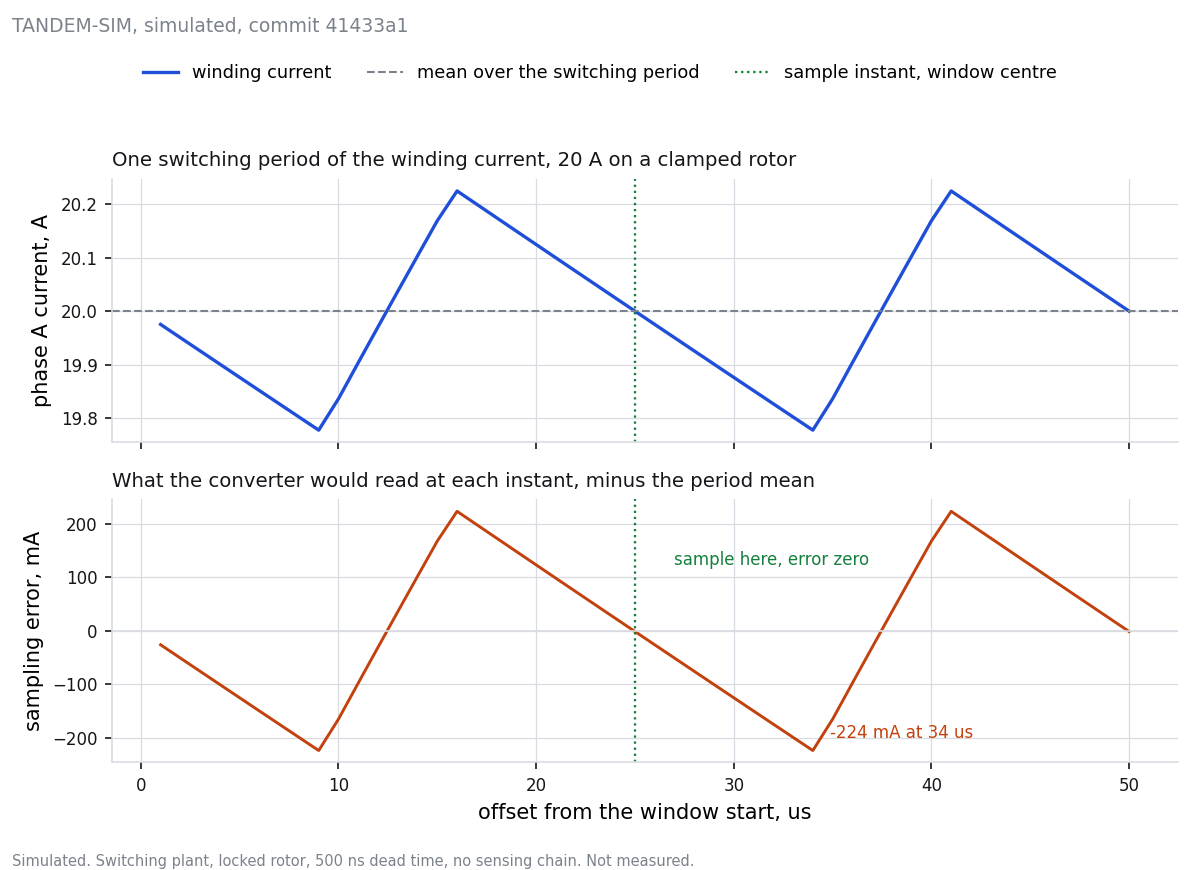 TANDEM-SIM, simulated, commit 41433a1
winding current
mean over the switching period
sample instant, window centre
One switching period of the winding current, 20 A on a clamped rotor
phase A current, A
20.2
20.1
20.0
19.9
19.8
What the converter would read at each instant, minus the period mean
sampling error, mA
200
100
0
−100
−200
sample here, error zero
-224 mA at 34 us
0
10
20
30
40
50
offset from the window start, us
Simulated. Switching plant, locked rotor, 500 ns dead time, no sensing chain. Not measured.